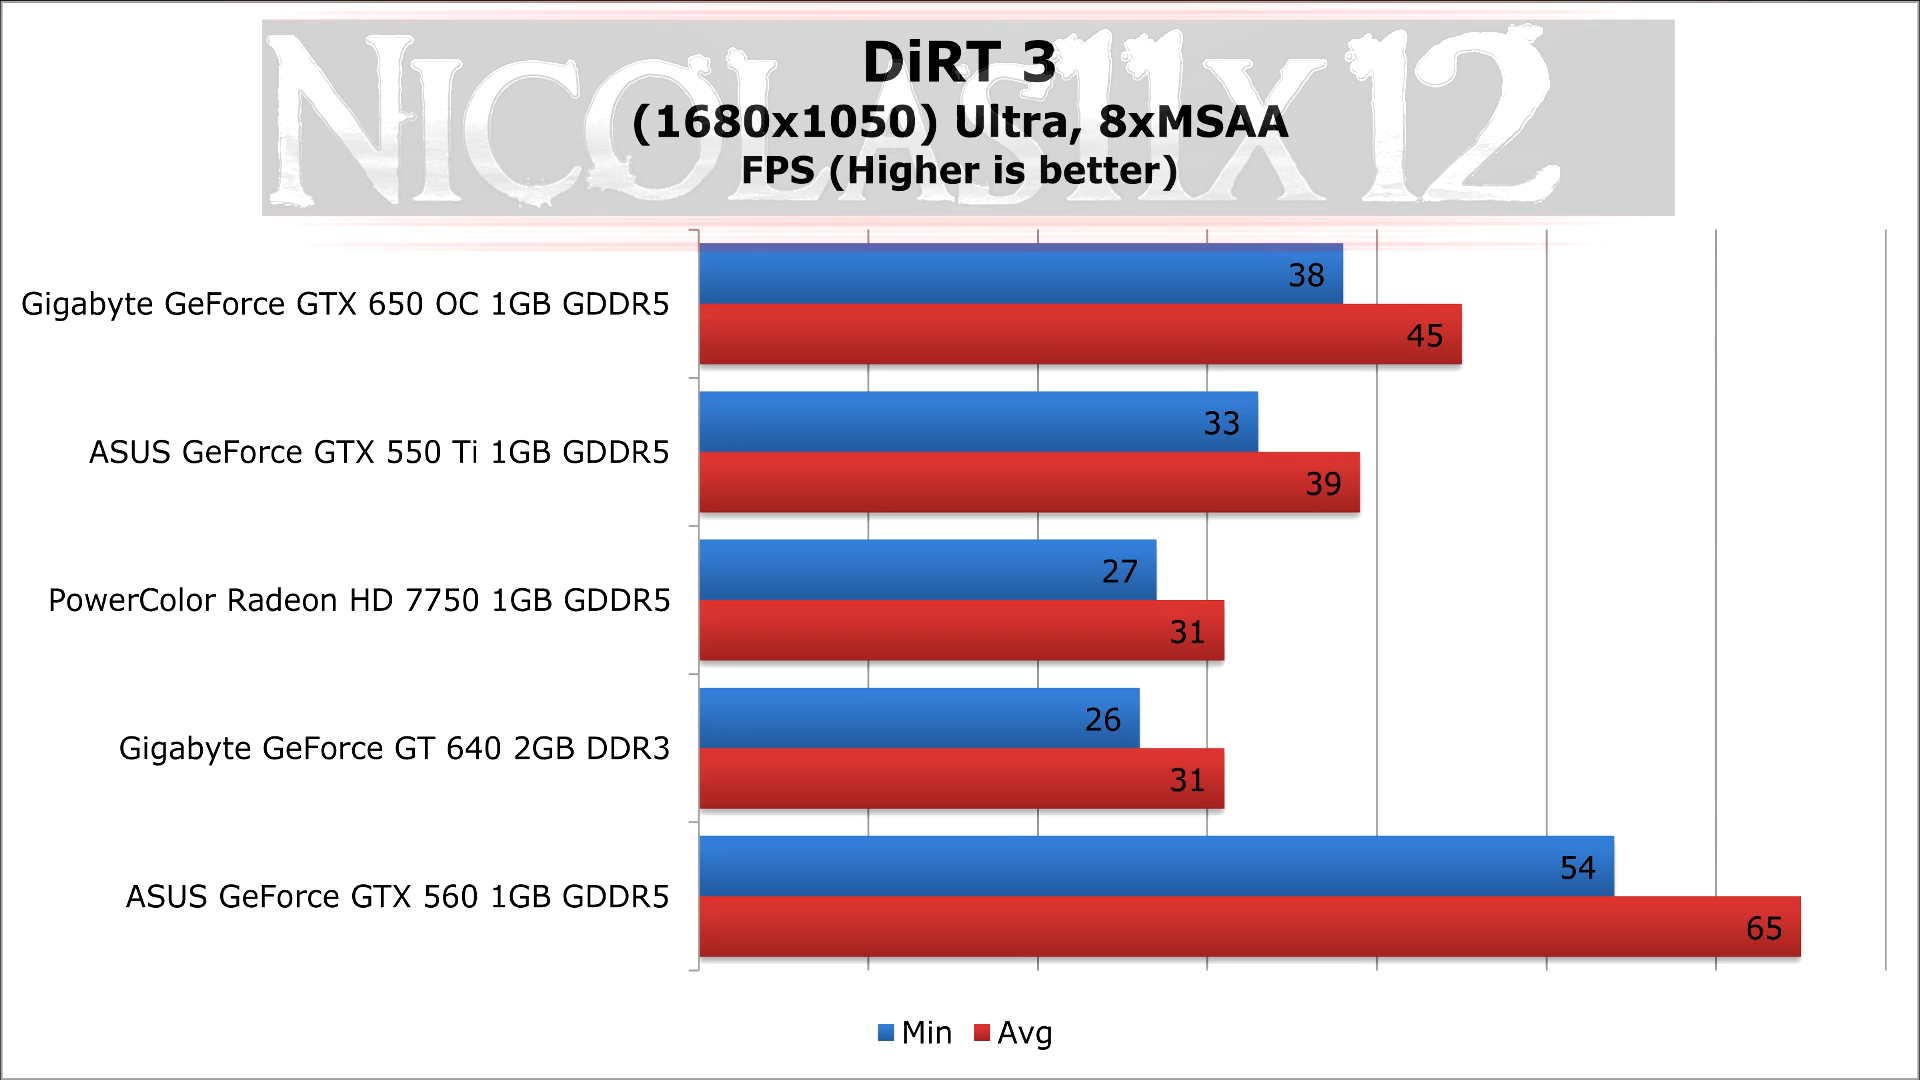 Nicolas11x12
DiRT 3
(1680x1050) Ultra, 8xMSAA
FPS (Higher is better)
Gigabyte GeForce GTX 650 OC 1GB GDDR5
38
45
ASUS GeForce GTX 550 Ti 1GB GDDR5
33
39
PowerColor Radeon HD 7750 1GB GDDR5
27
31
Gigabyte GeForce GT 640 2GB DDR3
26
31
ASUS GeForce GTX 560 1GB GDDR5
54
65
Min Avg